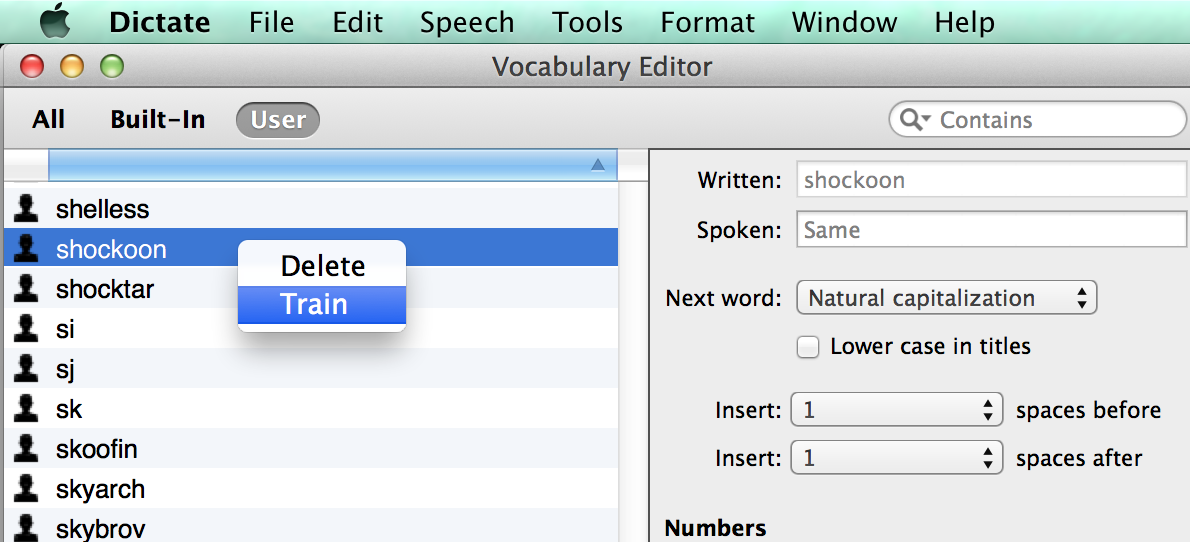 Dictate File Edit Speech Tools Format Window Help
Vocabulary Editor
All Built-In User Contains
shelless
shockoon
shocktar
si
sj
sk
skoofin
skyarch
skybrov
Delete
Train
Written: shockoon
Spoken: Same
Next word: Natural capitalization
Lower case in titles
Insert: 1 spaces before
Insert: 1 spaces after
Numbers